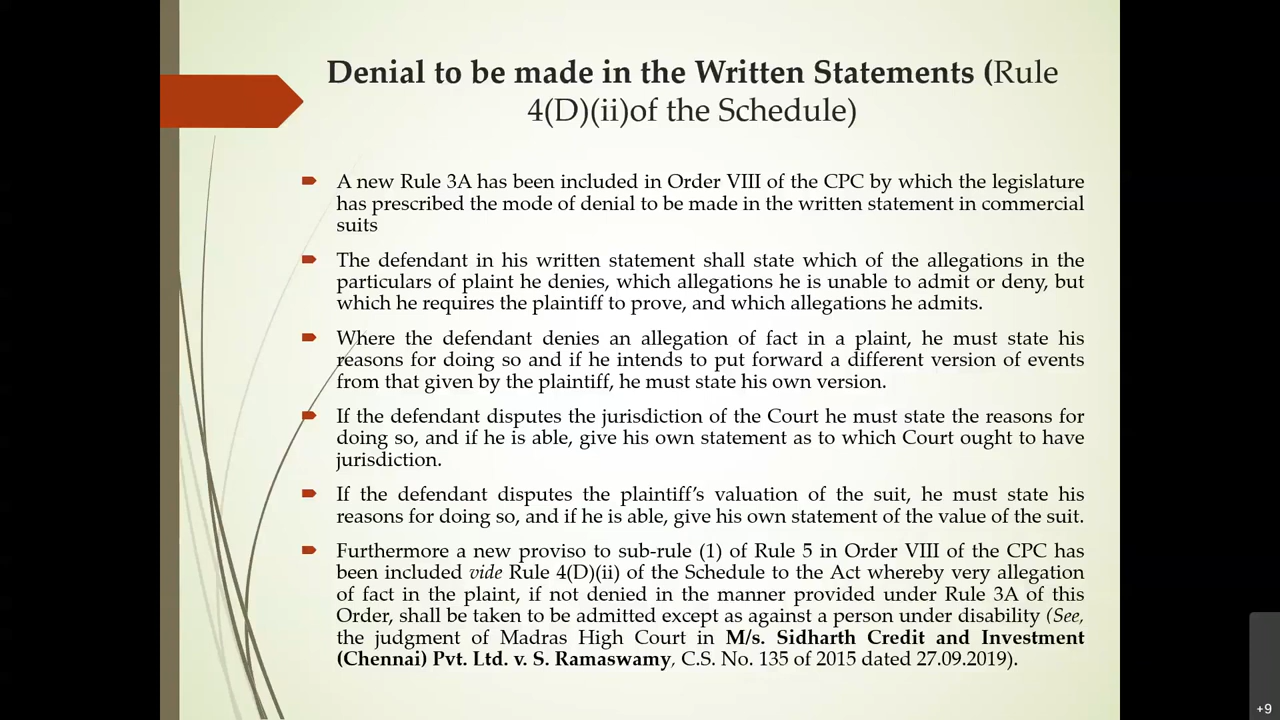 Denial to be made in the Written Statements (Rule
4(D)(ii)of the Schedule)
A new Rule 3A has been included in Order VIII of the CPC by which the legislature
has prescribed the mode of denial to be made in the written statement in commercial
suits
The defendant in his written statement shall state which of the allegations in the
particulars of plaint he denies, which allegations he is unable to admit or deny, but
which he requires the plaintiff to prove, and which allegations he admits.
Where the defendant denies an allegation of fact in a plaint, he must state his
reasons for doing so and if he intends to put forward a different version of events
from that given by the plaintiff, he must state his own version.
If the defendant disputes the jurisdiction of the Court he must state the reasons for
doing so, and if he is able, give his own statement as to which Court ought to have
jurisdiction.
If the defendant disputes the plaintiff's valuation of the suit, he must state his
reasons for doing so, and if he is able, give his own statement of the value of the suit.
Furthermore a new proviso to sub-rule (1) of Rule 5 in Order VIII of the CPC has
been included vide Rule 4(D)(ii) of the Schedule to the Act whereby very allegation
of fact in the plaint, if not denied in the manner provided under Rule 3A of this
Order, shall be taken to be admitted except as against a person under disability (See,
the judgment of Madras High Court in M/s. Sidharth Credit and Investment
(Chennai) Pvt. Ltd. v. S. Ramaswamy, C.S. No. 135 of 2015 dated 27.09.2019).
+9